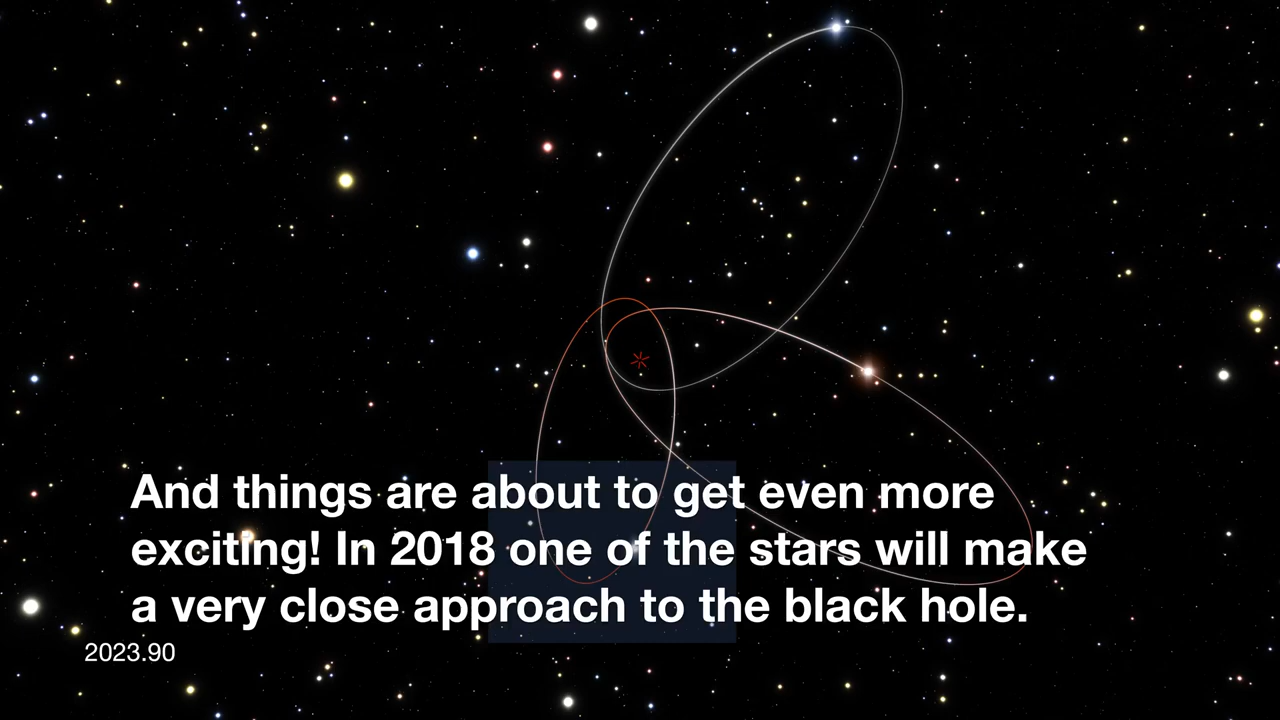 And things are about to get even more
exciting! In 2018 one of the stars will make
a very close approach to the black hole.
2023.90